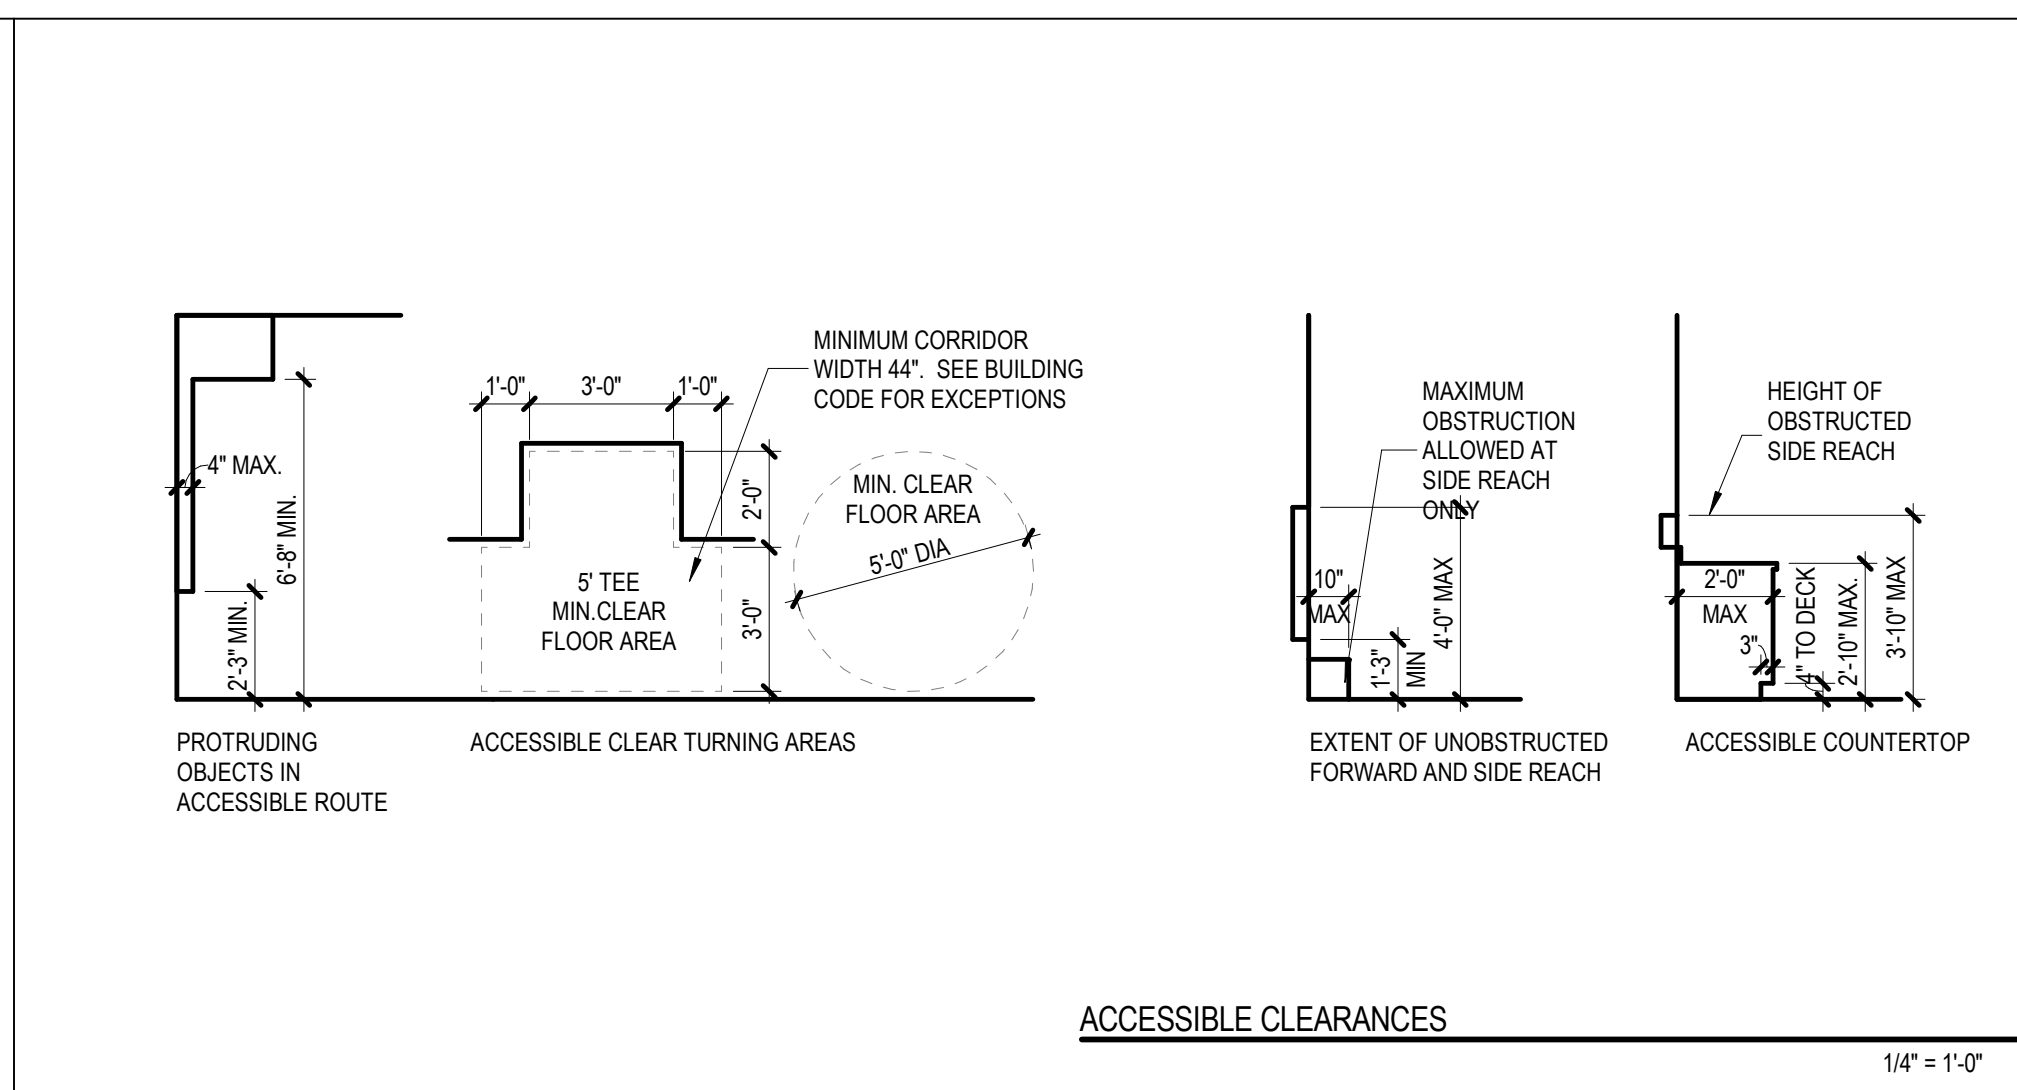 4" MAX.
6'-8" MIN.
2'-3" MIN.
PROTRUDING
OBJECTS IN
ACCESSIBLE ROUTE
1'-0"
3'-0"
1'-0"
MINIMUM CORRIDOR
WIDTH 44".  SEE BUILDING
CODE FOR EXCEPTIONS
2'-0"
3'-0"
5' TEE
MIN.CLEAR
FLOOR AREA
MIN. CLEAR
FLOOR AREA
5'-0" DIA
ACCESSIBLE CLEAR TURNING AREAS
MAXIMUM
OBSTRUCTION
ALLOWED AT
SIDE REACH
ONLY
10"
MAX
1'-3"
MIN
4'-0" MAX
EXTENT OF UNOBSTRUCTED
FORWARD AND SIDE REACH
HEIGHT OF
OBSTRUCTED
SIDE REACH
2'-0"
MAX
3"
4" TO DECK
2'-10" MAX.
3'-10" MAX
ACCESSIBLE COUNTERTOP
ACCESSIBLE CLEARANCES
1/4" = 1'-0"